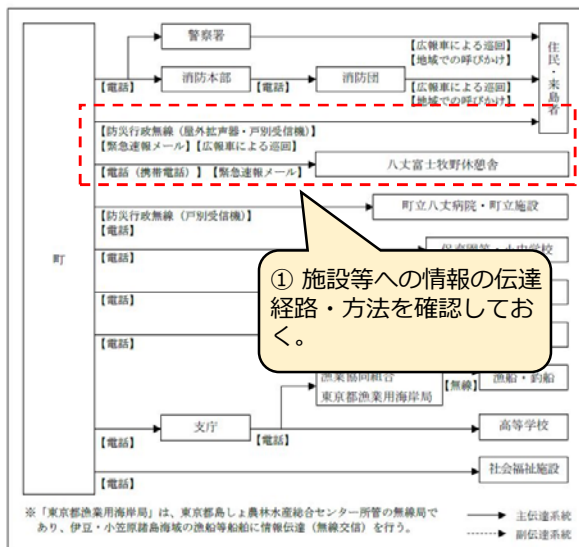 警察署
【広報車による巡回】
【地域での呼びかけ】
住民・来島者
【電話】
消防本部
【電話】
消防団
【広報車による巡回】
【地域での呼びかけ】
【防災行政無線（屋外拡声器・戸別受信機）】
【緊急速報メール】【広報車による巡回】
【電話（携帯電話）】【緊急速報メール】
八丈富士牧野休憩舎
【防災行政無線（戸別受信機）】
【電話】
町立八丈病院・町立施設
町
【電話】
① 施設等への情報の伝達
経路・方法を確認してお
く。
【電話】
【電話】
漁業協同組合
東京都漁業用海岸局
【無線】
漁船・釣船
支庁
【電話】
【電話】
高等学校
【電話】
社会福祉施設
※「東京都漁業用海岸局」は、東京都島しょ農林水産総合センター所管の無線局で
あり、伊豆・小笠原諸島海域の漁船等船舶に情報伝達（無線交信）を行う。
主伝達系統
副伝達系統